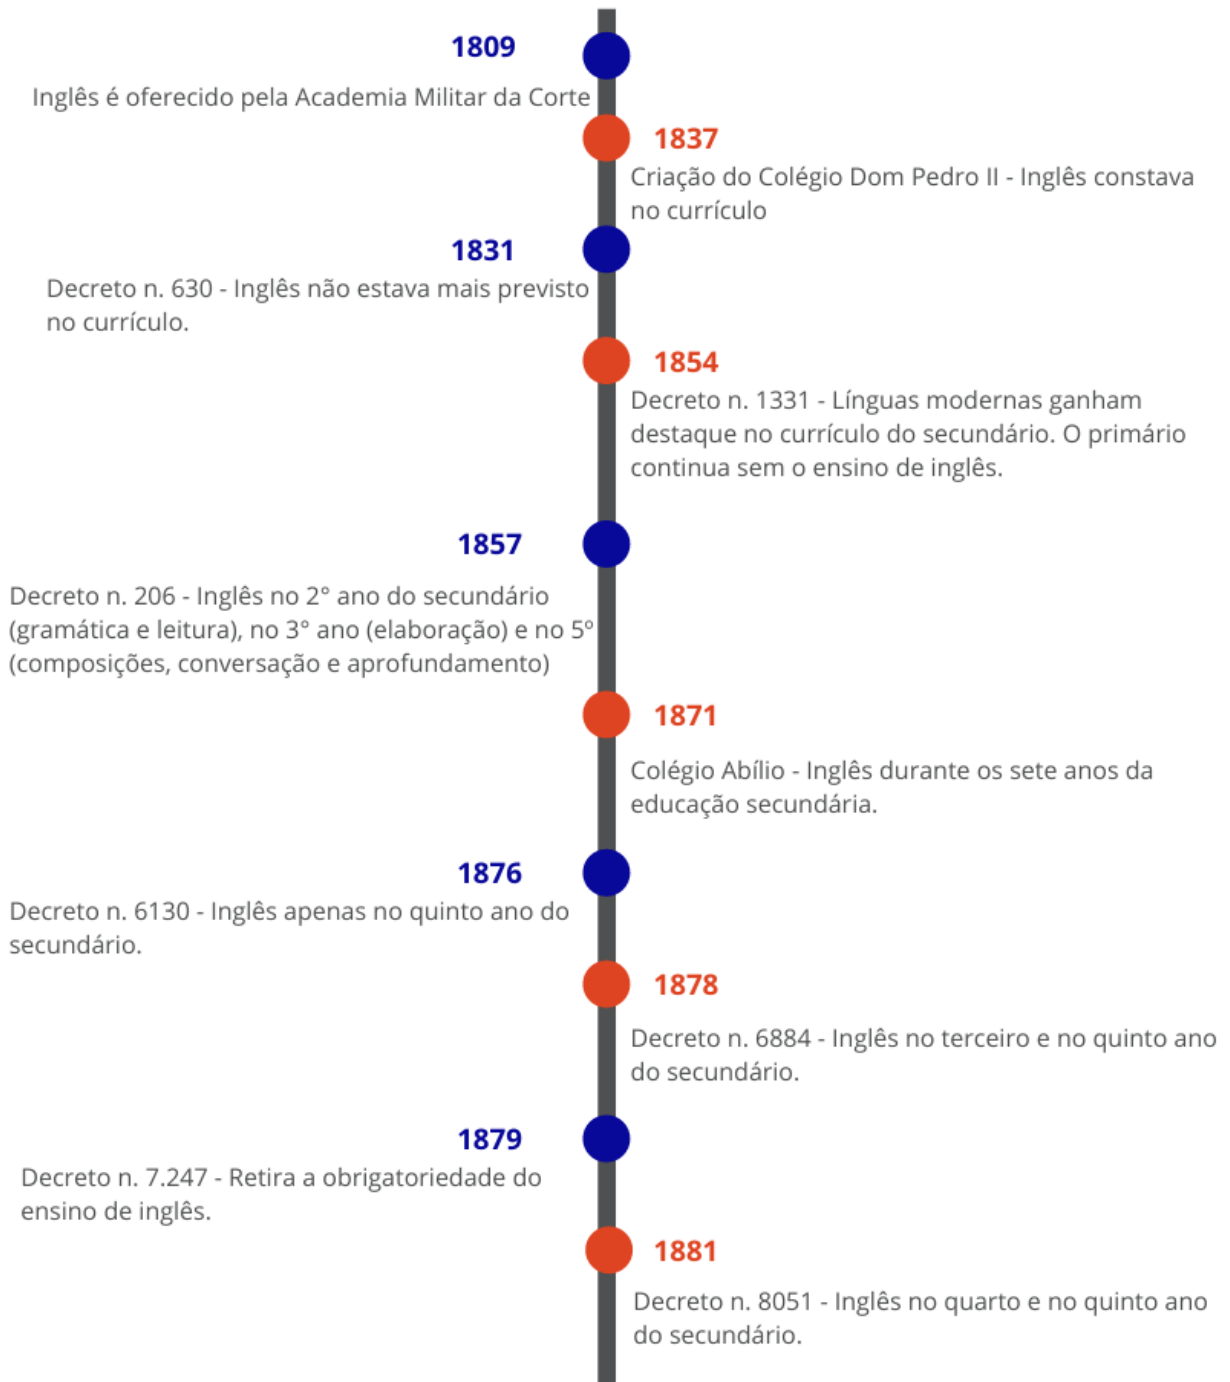 1809
Inglês é oferecido pela Academia Militar da Corte
1837
Criação do Colégio Dom Pedro II - Inglês constava
no currículo
1831
Decreto n. 630 - Inglês não estava mais previsto
no currículo.
1854
Decreto n. 1331 - Línguas modernas ganham
destaque no currículo do secundário. O primário
continua sem o ensino de inglês.
1857
Decreto n. 206 - Inglês no 2° ano do secundário
(gramática e leitura), no 3° ano (elaboração) e no 5°
(composições, conversação e aprofundamento)
1871
Colégio Abílio - Inglês durante os sete anos da
educação secundária.
1876
Decreto n. 6130 - Inglês apenas no quinto ano do
secundário.
1878
Decreto n. 6884 - Inglês no terceiro e no quinto ano
do secundário.
1879
Decreto n. 7.247 - Retira a obrigatoriedade do
ensino de inglês.
1881
Decreto n. 8051 - Inglês no quarto e no quinto ano
do secundário.